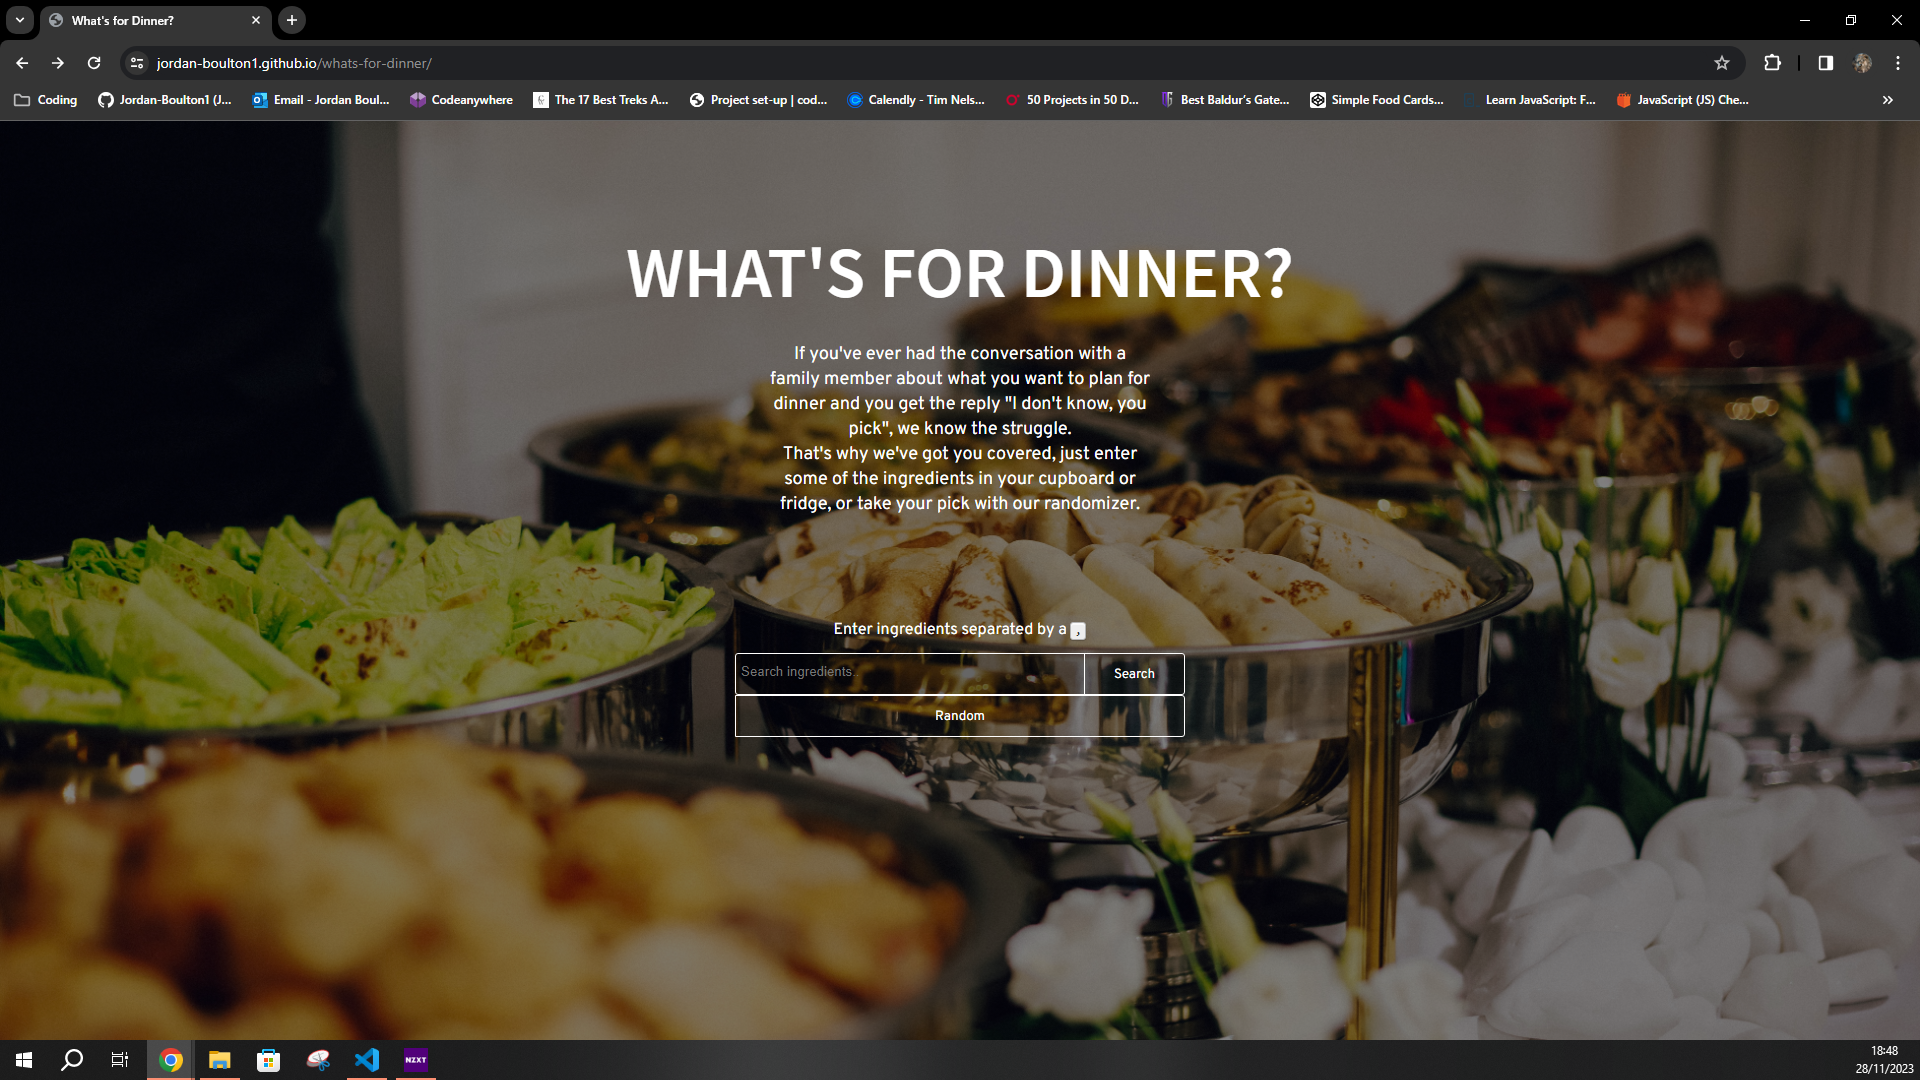 What's for Dinner?
jordan-boulton1.github.io/whats-for-dinner/
Coding
Jordan-Boulton1 (J...
Email - Jordan Boul...
Codeanywhere
The 17 Best Treks A...
Project set-up | cod...
Calendly - Tim Nels...
50 Projects in 50 D...
Best Baldur's Gate...
Simple Food Cards...
Learn JavaScript: F...
JavaScript (JS) Che...
WHAT'S FOR DINNER?
If you've ever had the conversation with a
family member about what you want to plan for
dinner and you get the reply "I don't know, you
pick", we know the struggle.
That's why we've got you covered, just enter
some of the ingredients in your cupboard or
fridge, or take your pick with our randomizer.
Enter ingredients separated by a ,
Search ingredients..
Search
Random
NZXT
18:48
28/11/2023